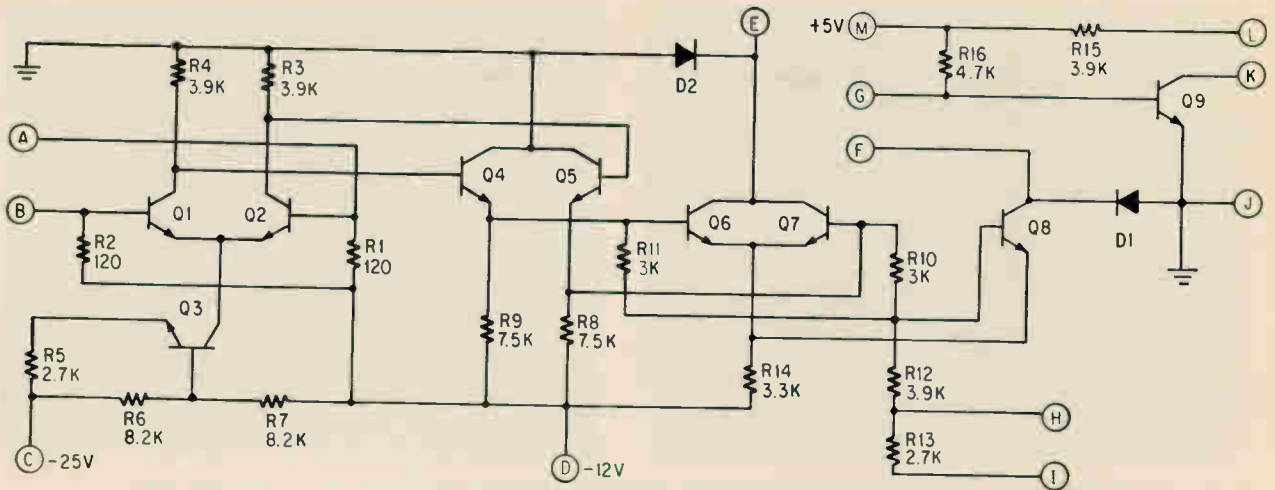 E
+5V M
L
R16
4.7K
R15
3.9K
K
R4
3.9K
R3
3.9K
D2
G
Q9
A
Q4
Q5
F
B
Q1
Q2
Q6
Q7
Q8
D1
J
R2
120
R1
120
R11
3K
R10
3K
Q3
R9
7.5K
R8
7.5K
R5
2.7K
R14
3.3K
R12
3.9K
R6
8.2K
R7
8.2K
H
R13
2.7K
C -25V
D -12V
I